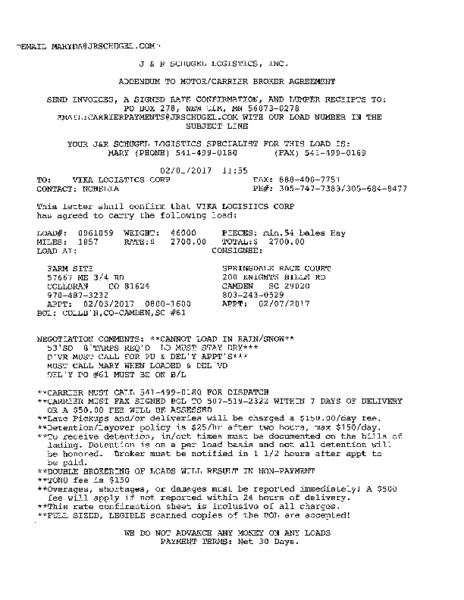 "EMAIL MARYDA@JRSCHUGEL.COM"
J & R SCHUGEL LOGISTICS, INC.
ADDENDUM TO MOTOR/CARRIER BROKER AGREEMENT
SEND INVOICES, A SIGNED RATE CONFIRMATION, AND LUMPER RECEIPTS TO:
PO BOX 278, NEW ULM, MN 56073-0278
EMAIL:CARRIERPAYMENTS@JRSCHUGEL.COM WITH OUR LOAD NUMBER IN THE
SUBJECT LINE
YOUR J&R SCHUGEL LOGISTICS SPECIALIST FOR THIS LOAD IS:
MARY (PHONE) 541-499-0180 (FAX) 541-499-0169
02/01/2017 11:55
TO: VIKA LOGISTICS CORP FAX: 888-400-7751
CONTACT: PH#: 305-747-7383/305-684-8477
This letter shall confirm that VIKA LOGISTICS CORP
has agreed to carry the following load:
LOAD#: 0061059 WEIGHT: 46000 PIECES: min.54 bales Hay
MILES: 1857 RATE:$ 2700.00 TOTAL:$ 2700.00
LOAD AT: CONSIGNEE:
FARM SITE SPRINGDALE RACE COURT
57667 ME 3/4 RD 200 KNIGHTS HILL RD
COLLBRAN CO 81624 CAMDEN SC 29020
970-487-3232 803-243-0529
APPT: 02/03/2017 0800-1600 APPT: 02/07/2017
BOL: COLLB'N,CO-CAMDEN,SC #61
NEGOTIATION COMMENTS: **CANNOT LOAD IN RAIN/SNOW**
53'SD 8'TARPS REQ'D LD MUST STAY DRY***
D'VR MUST CALL FOR PU & DEL'Y APPT'S***
MUST CALL MARY WHEN LOADED & DEL'VD
DEL'Y PO #61 MUST BE ON B/L
**CARRIER MUST CALL 541-499-0180 FOR DISPATCH
**CARRIER MUST FAX SIGNED BOL TO 507-519-2322 WITHIN 7 DAYS OF DELIVERY
OR A $50.00 FEE WILL BE ASSESSED
**Late Pickups and/or deliveries will be charged a $150.00/day fee.
**Detention/Layover policy is $25/hr after two hours, max $150/day.
**To receive detention, in/out times must be documented on the bills of
lading. Detention is on a per load basis and not all detention will
be honored. Broker must be notified in 1 1/2 hours after appt to
be paid.
**DOUBLE BROKERING OF LOADS WILL RESULT IN NON-PAYMENT
**TONU fee is $150
**Overages, shortages, or damages must be reported immediately; A $500
fee will apply if not reported within 24 hours of delivery.
**This rate confirmation sheet is inclusive of all charges.
**FULL SIZED, LEGIBLE scanned copies of the BOL are accepted!
WE DO NOT ADVANCE ANY MONEY ON ANY LOADS
PAYMENT TERMS: Net 30 Days.